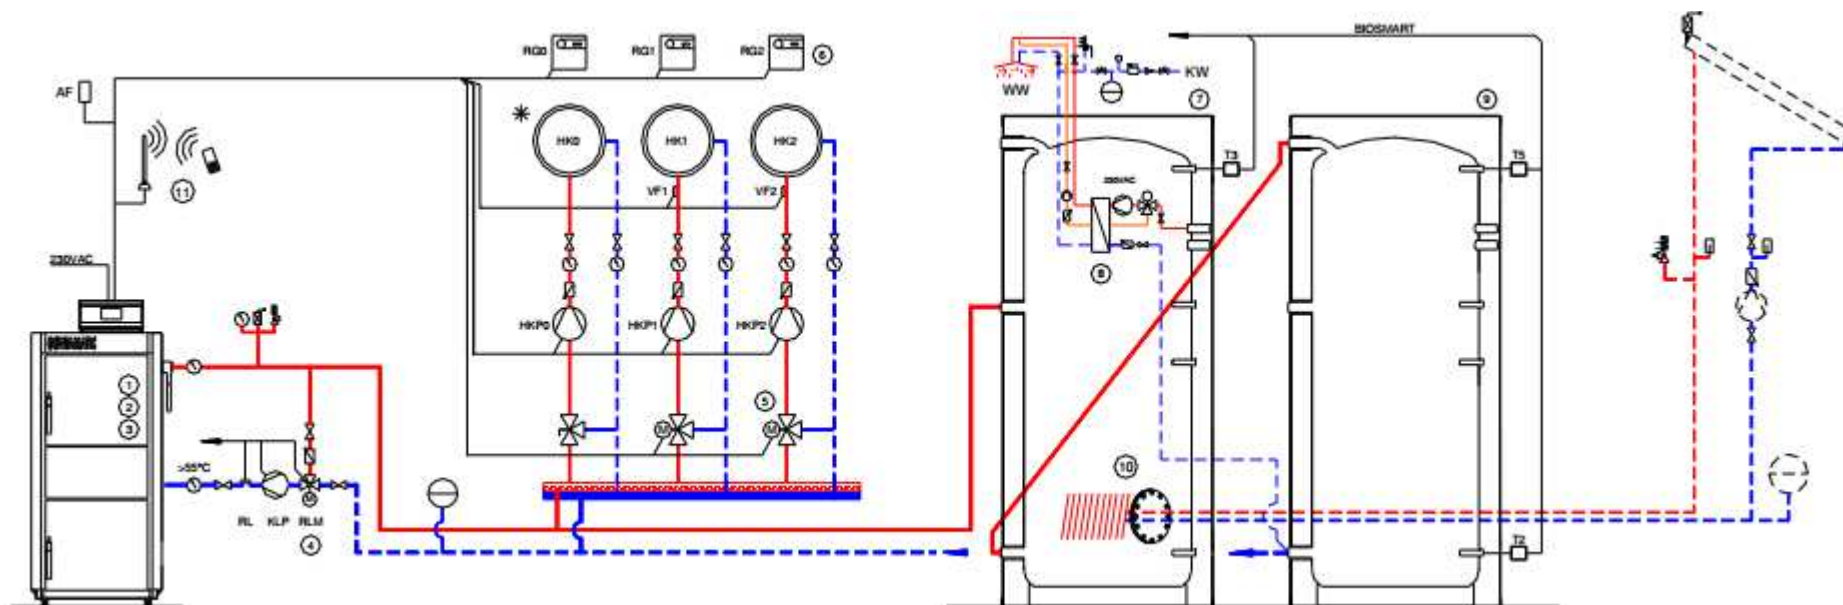 BIOSMART
RG0 RG1 RG2 6
AF
WW
KW
7
9
HK0 HK1 HK2
T3
T5
11
VF1 VF2
230VAC
230VAC
8
HKP0 HKP1 HKP2
1
2
3
5
M M
>55°C
10
RL KLP RLM
4
T2